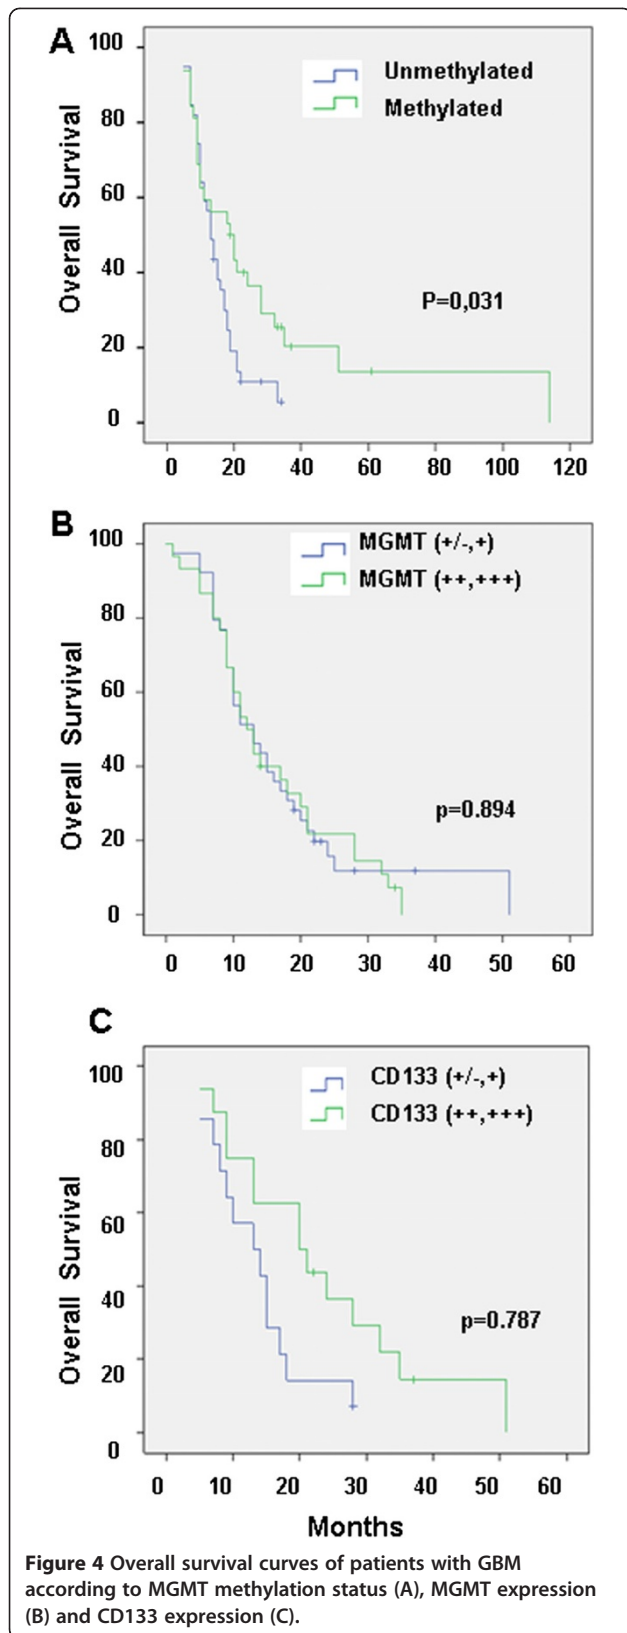 A
Overall Survival
100
80
60
40
20
0
Unmethylated
Methylated
P=0,031
0 20 40 60 80 100 120
B
Overall Survival
100
80
60
40
20
0
MGMT (+/-,+)
MGMT (++,+++)
p=0.894
0 10 20 30 40 50 60
C
Overall Survival
100
80
60
40
20
0
CD133 (+/-,+)
CD133 (++,+++)
p=0.787
0 10 20 30 40 50 60
Months
Figure 4 Overall survival curves of patients with GBM
according to MGMT methylation status (A), MGMT expression
(B) and CD133 expression (C).